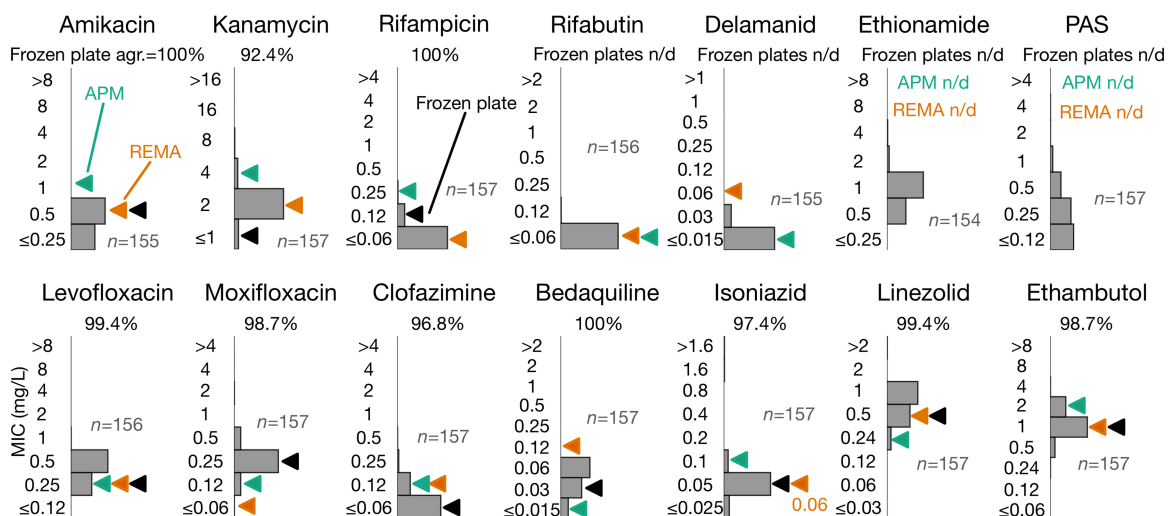 Amikacin
Frozen plate agr.=100%
>8
8
4
2
1
0.5
≤0.25
APM
REMA
n=155
Kanamycin
92.4%
>16
16
8
4
2
≤1
n=157
Rifampicin
100%
>4
4
2
1
0.5
0.25
0.12
≤0.06
Frozen plate
n=157
Rifabutin
Frozen plates n/d
>2
2
1
0.5
0.25
0.12
≤0.06
n=156
Delamanid
Frozen plates n/d
>1
1
0.5
0.25
0.12
0.06
0.03
≤0.015
n=155
Ethionamide
Frozen plates n/d
>8
8
4
2
1
0.5
≤0.25
APM n/d
REMA n/d
n=154
PAS
Frozen plates n/d
>4
4
2
1
0.5
0.25
≤0.12
APM n/d
REMA n/d
n=157
MIC (mg/L)
Levofloxacin
99.4%
>8
8
4
2
1
0.5
0.25
≤0.12
n=156
Moxifloxacin
98.7%
>4
4
2
1
0.5
0.25
0.12
≤0.06
n=157
Clofazimine
96.8%
>4
4
2
1
0.5
0.25
0.12
≤0.06
n=157
Bedaquiline
100%
>2
2
1
0.5
0.25
0.12
0.06
0.03
≤0.015
n=157
Isoniazid
97.4%
>1.6
1.6
0.8
0.4
0.2
0.1
0.05
≤0.025
n=157
0.06
Linezolid
99.4%
>2
2
1
0.5
0.24
0.12
0.06
≤0.03
n=157
Ethambutol
98.7%
>8
8
4
2
1
0.5
0.24
0.12
≤0.06
n=157